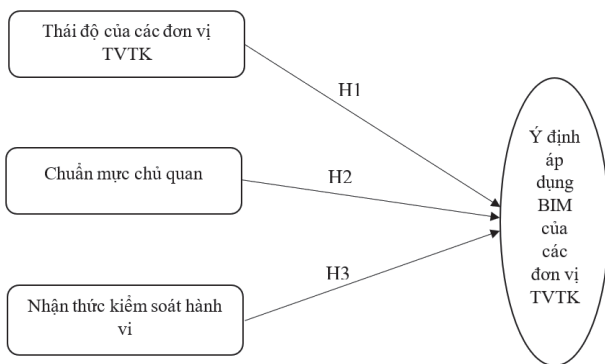 Thái độ của các đơn vị
TVTK
H1
Chuẩn mực chủ quan
H2
Nhận thức kiểm soát hành
vi
H3
Ý định
áp
dụng
BIM
của
các
đơn vị
TVTK